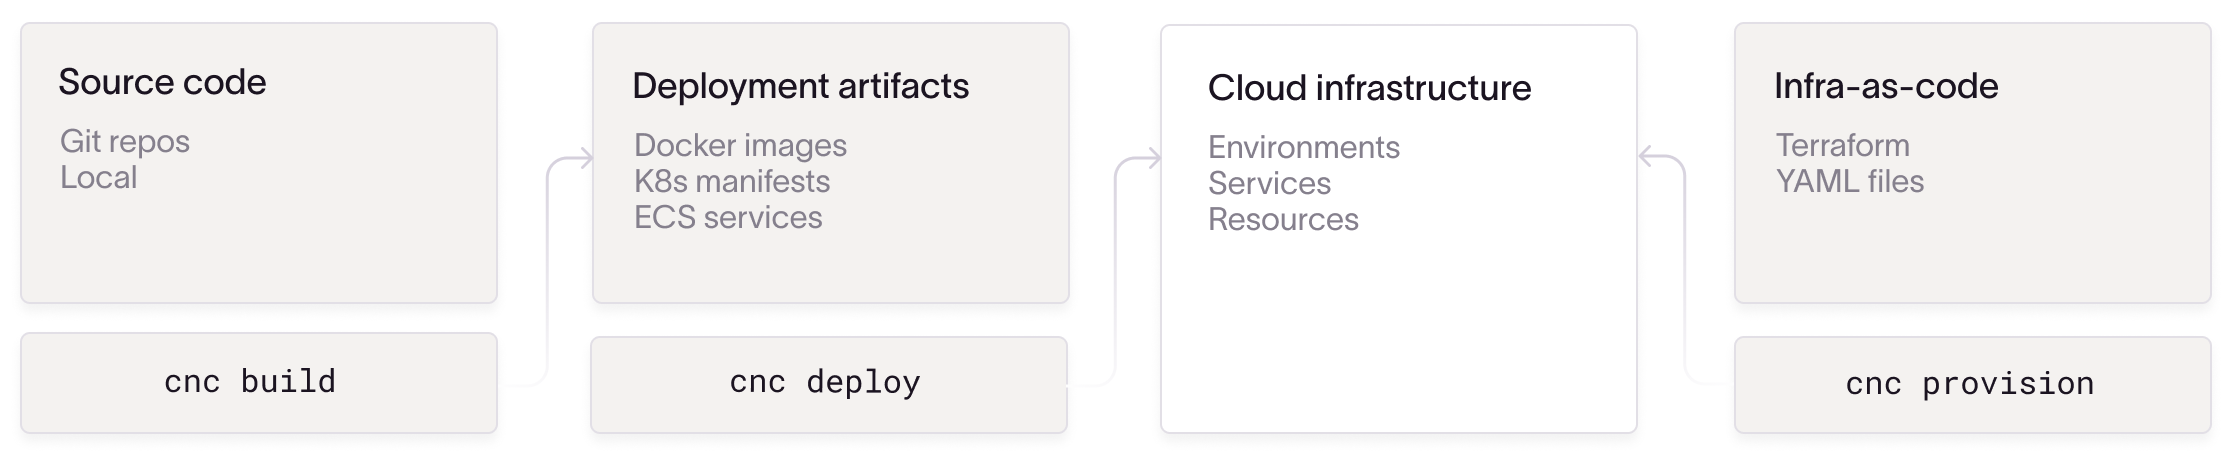 Source code
Git repos
Local
cnc build
Deployment artifacts
Docker images
K8s manifests
ECS services
cnc deploy
Cloud infrastructure
Environments
Services
Resources
Infra-as-code
Terraform
YAML files
cnc provision